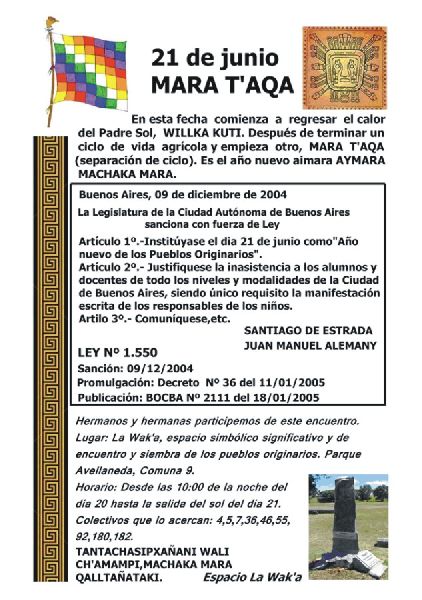 21 de junio
MARA T'AQA
En esta fecha comienza a regresar el calor
del Padre Sol, WILLKA KUTI. Después de terminar un
ciclo de vida agrícola y empieza otro, MARA T'AQA
(separación de ciclo). Es el año nuevo aimara AYMARA
MACHAKA MARA.
Buenos Aires, 09 de diciembre de 2004
La Legislatura de la Ciudad Autónoma de Buenos Aires
sanciona con fuerza de Ley
Artículo 1º.-Institúyase el dia 21 de junio como"Año
nuevo de los Pueblos Originarios".
Articulo 2º.- Justifiquese la inasistencia a los alumnos y
docentes de todo los niveles y modalidades de la Ciudad
de Buenos Aires, siendo único requisito la manifestación
escrita de los responsables de los niños.
Artilo 3º.- Comuníquese,etc.
SANTIAGO DE ESTRADA
JUAN MANUEL ALEMANY
LEY Nº 1.550
Sanción: 09/12/2004
Promulgación: Decreto Nº 36 del 11/01/2005
Publicación: BOCBA Nº 2111 del 18/01/2005
Hermanos y hermanas participemos de este encuentro.
Lugar: La Wak'a, espacio simbólico significativo y de
encuentro y siembra de los pueblos originarios. Parque
Avellaneda, Comuna 9.
Horario: Desde las 10:00 de la noche del
día 20 hasta la salida del sol del día 21.
Colectivos que lo acercan: 4,5,7,36,46,55,
92,180,182.
TANTACHASIPXAÑANI WALI
CH'AMAMPI,MACHAKA MARA
QALLTAÑATAKI. Espacio La Wak'a